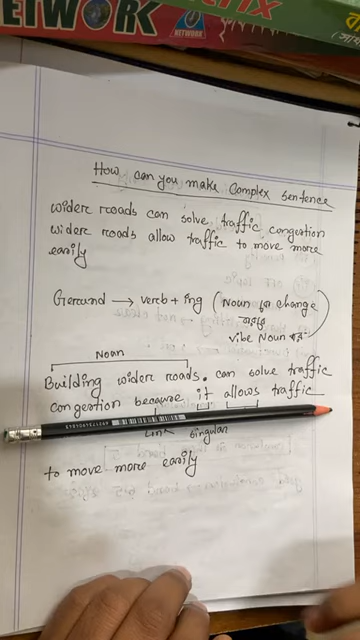 ETWORK
NETWORK
How can you make Complex sentence
wider roads can solve traffic congestion
wider roads allow traffic to move more
easily
Gerund → verb + ing (Noun change
vibe Noun)
Noun
Building wider roads. can solve traffic
congestion because it allows traffic
Link singular
to move more easily